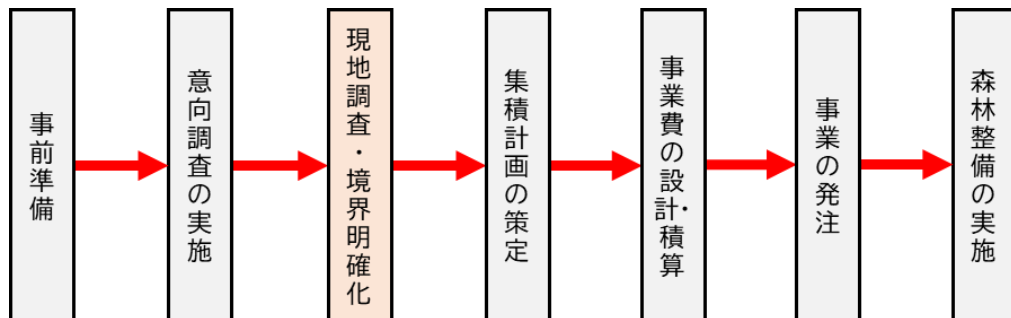 事前準備
意向調査の実施
現地調査・境界明確化
集積計画の策定
事業費の設計・積算
事業の発注
森林整備の実施